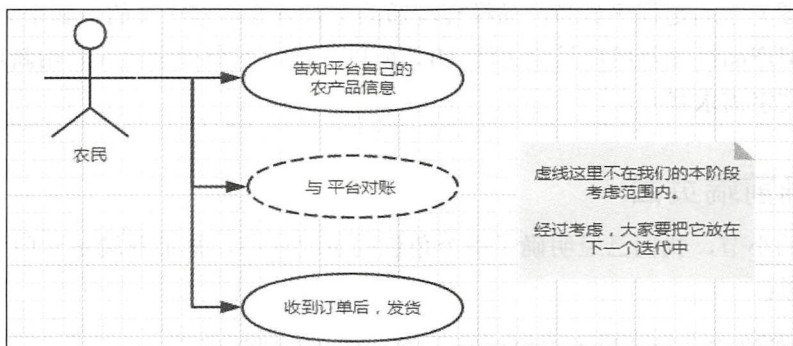 告知平台自己的
农产品信息
农民
与 平台对账
虚线这里不在我们的本阶段
考虑范围内。
经过考虑，大家要把它放在
下一个迭代中
收到订单后，发货